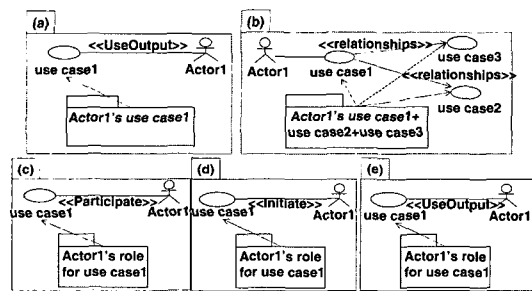 (a)
<<UseOutput>>
use case1
Actor1
Actor1's use case1
(b)
<<relationships>>
use case3
Actor1
use case1
<<relationships>>
use case2
Actor1's use case1+
use case2+use case3
(c)
use case1
<<Participate>>
Actor1
Actor1's role
for use case1
(d)
use case1
<<Initiate>>
Actor1
Actor1's role
for use case1
(e)
use case1
<<UseOutput>>
Actor1
Actor1's role
for use case1